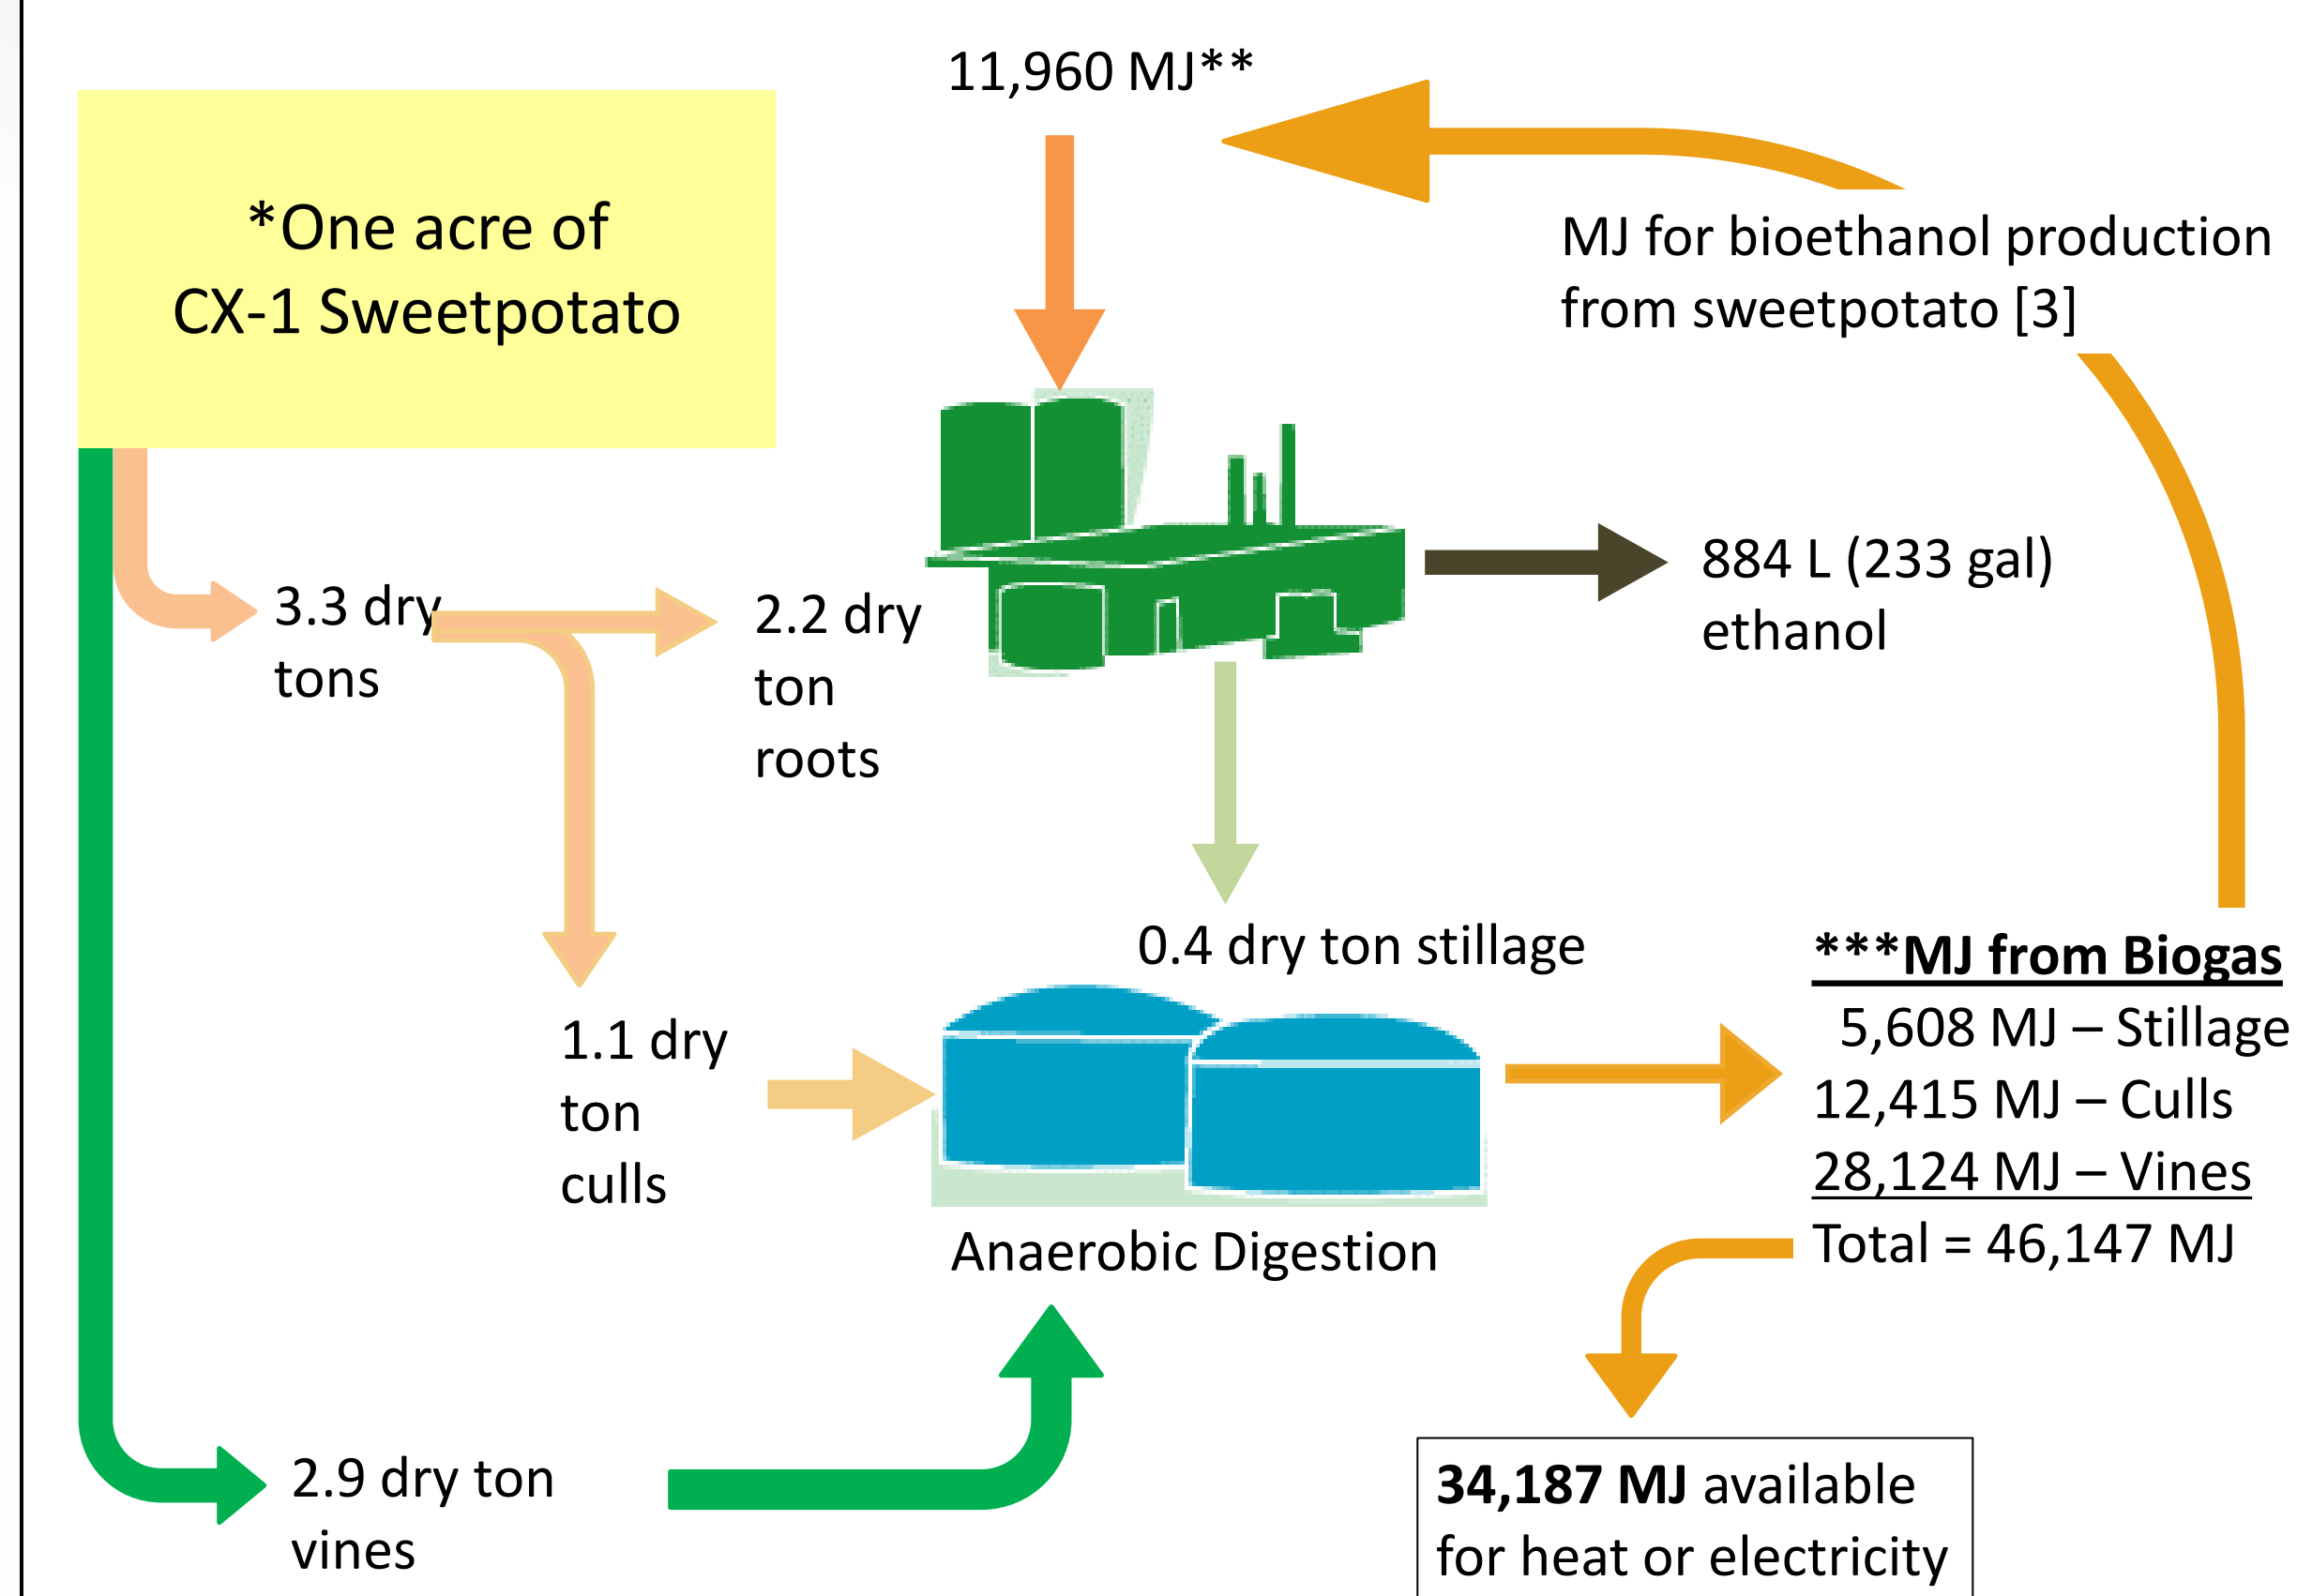 11,960 MJ**
*One acre of
CX-1 Sweetpotato
MJ for bioethanol production
from sweetpotato [3]
3.3 dry
tons
2.2 dry
ton
roots
884 L (233 gal)
ethanol
0.4 dry ton stillage
1.1 dry
ton
culls
Anaerobic Digestion
***MJ from Biogas
5,608 MJ – Stillage
12,415 MJ – Culls
28,124 MJ – Vines
Total = 46,147 MJ
2.9 dry ton
vines
34,187 MJ available
for heat or electricity